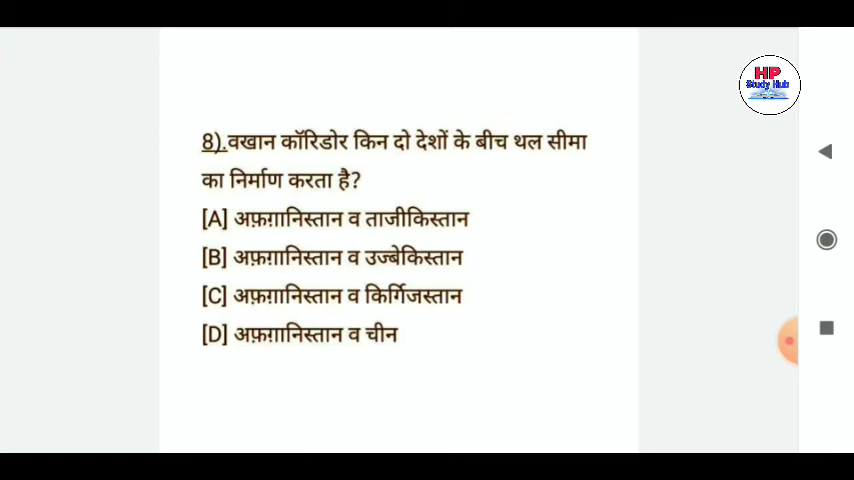 HP
Study Hub
8).वखान कॉरिडोर किन दो देशों के बीच थल सीमा
का निर्माण करता है?
[A] अफ़ग़ानिस्तान व ताजीकिस्तान
[B] अफ़ग़ानिस्तान व उज्बेकिस्तान
[C] अफ़ग़ानिस्तान व किर्गिजस्तान
[D] अफ़ग़ानिस्तान व चीन